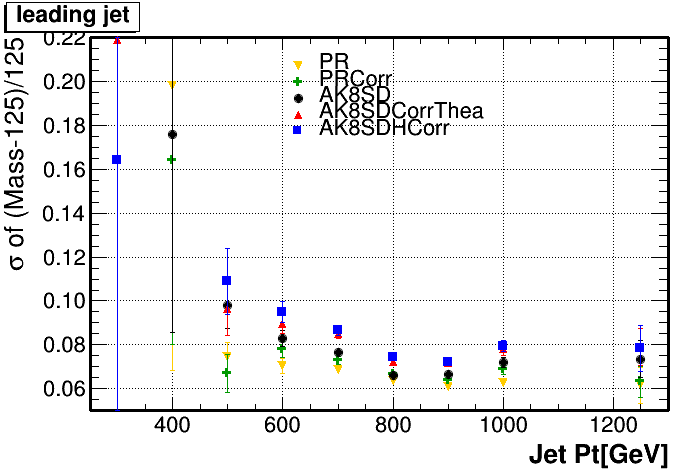 leading jet
σ of (Mass-125)/125
0.22
0.20
0.18
0.16
0.14
0.12
0.10
0.08
0.06
PR
PRCorr
AK8SD
AK8SDCorrThea
AK8SDHCorr
400 600 800 1000 1200
Jet Pt[GeV]